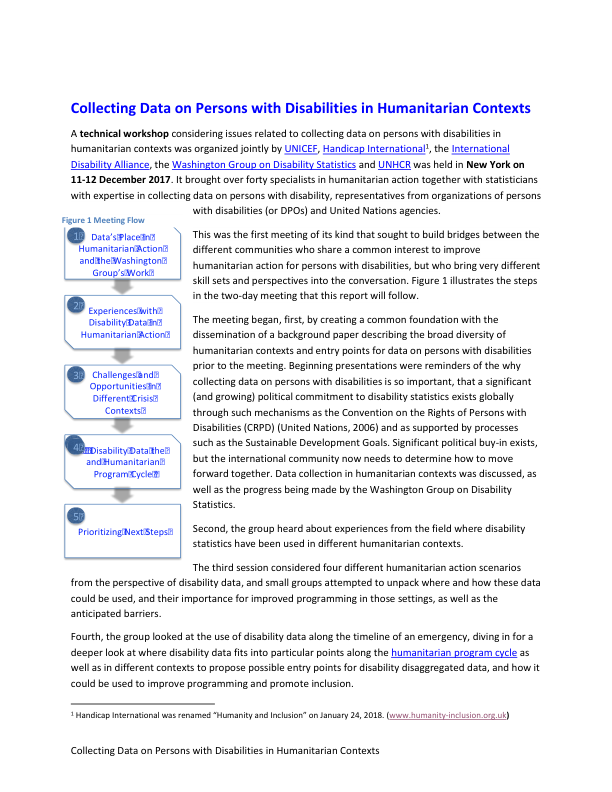 Collecting Data on Persons with Disabilities in Humanitarian Contexts
A technical workshop considering issues related to collecting data on persons with disabilities in
humanitarian contexts was organized jointly by UNICEF, Handicap International1, the International
Disability Alliance, the Washington Group on Disability Statistics and UNHCR was held in New York on
11-12 December 2017. It brought over forty specialists in humanitarian action together with statisticians
with expertise in collecting data on persons with disability, representatives from organizations of persons
with disabilities (or DPOs) and United Nations agencies.
Figure 1 Meeting Flow
1
Data's Place In
Humanitarian Action
and the Washington
Group's Work
2
Experiences with
Disability Data In
Humanitarian Action
3
Challenges and
Opportunities In
Different Crisis
Contexts
4
Disability Data the
and Humanitarian
Program Cycle
5
Prioritizing Next Steps
This was the first meeting of its kind that sought to build bridges between the
different communities who share a common interest to improve
humanitarian action for persons with disabilities, but who bring very different
skill sets and perspectives into the conversation. Figure 1 illustrates the steps
in the two-day meeting that this report will follow.
The meeting began, first, by creating a common foundation with the
dissemination of a background paper describing the broad diversity of
humanitarian contexts and entry points for data on persons with disabilities
prior to the meeting. Beginning presentations were reminders of the why
collecting data on persons with disabilities is so important, that a significant
(and growing) political commitment to disability statistics exists globally
through such mechanisms as the Convention on the Rights of Persons with
Disabilities (CRPD) (United Nations, 2006) and as supported by processes
such as the Sustainable Development Goals. Significant political buy-in exists,
but the international community now needs to determine how to move
forward together. Data collection in humanitarian contexts was discussed, as
well as the progress being made by the Washington Group on Disability
Statistics.
Second, the group heard about experiences from the field where disability
statistics have been used in different humanitarian contexts.
The third session considered four different humanitarian action scenarios
from the perspective of disability data, and small groups attempted to unpack where and how these data
could be used, and their importance for improved programming in those settings, as well as the
anticipated barriers.
Fourth, the group looked at the use of disability data along the timeline of an emergency, diving in for a
deeper look at where disability data fits into particular points along the humanitarian program cycle as
well as in different contexts to propose possible entry points for disability disaggregated data, and how it
could be used to improve programming and promote inclusion.
1 Handicap International was renamed "Humanity and Inclusion" on January 24, 2018. (www.humanity-inclusion.org.uk)
Collecting Data on Persons with Disabilities in Humanitarian Contexts